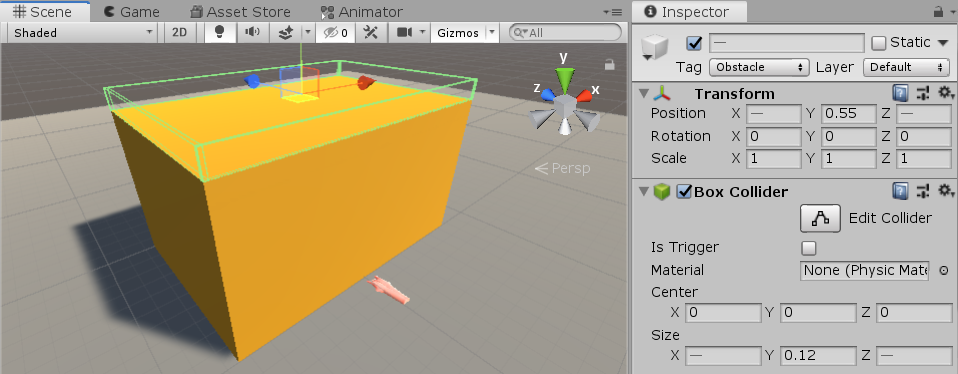 Scene Game Asset Store Animator
Shaded 2D 0 Gizmos All
y
z x
Persp
Inspector
— Static
Tag Obstacle Layer Default
Transform
Position X — Y 0.55 Z —
Rotation X 0 Y 0 Z 0
Scale X 1 Y 1 Z 1
Box Collider
Edit Collider
Is Trigger
Material None (Physic Mate
Center
X 0 Y 0 Z 0
Size
X — Y 0.12 Z —